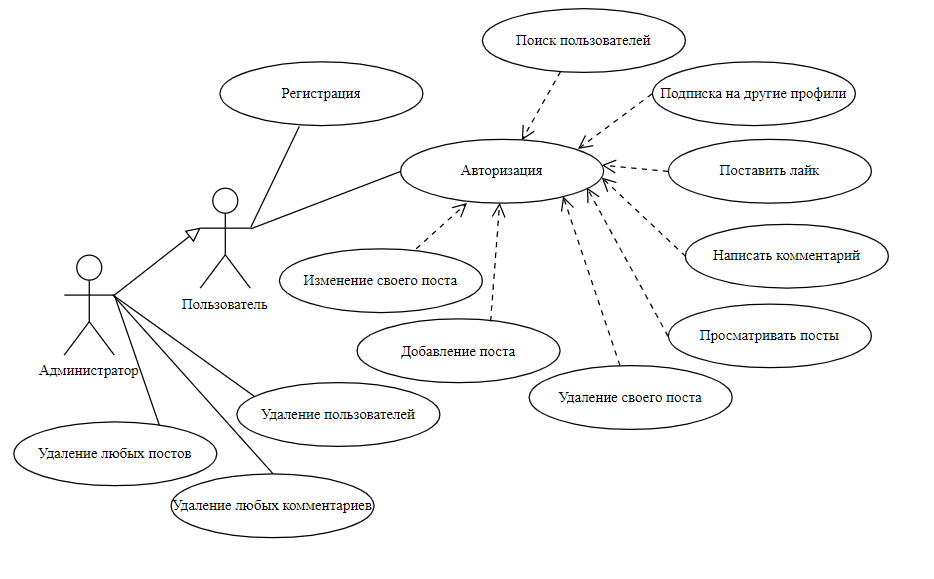 Поиск пользователей
Регистрация
Подписка на другие профили
Авторизация
Поставить лайк
Написать комментарий
Изменение своего поста
Пользователь
Просматривать посты
Добавление поста
Администратор
Удаление своего поста
Удаление пользователей
Удаление любых постов
Удаление любых комментариев